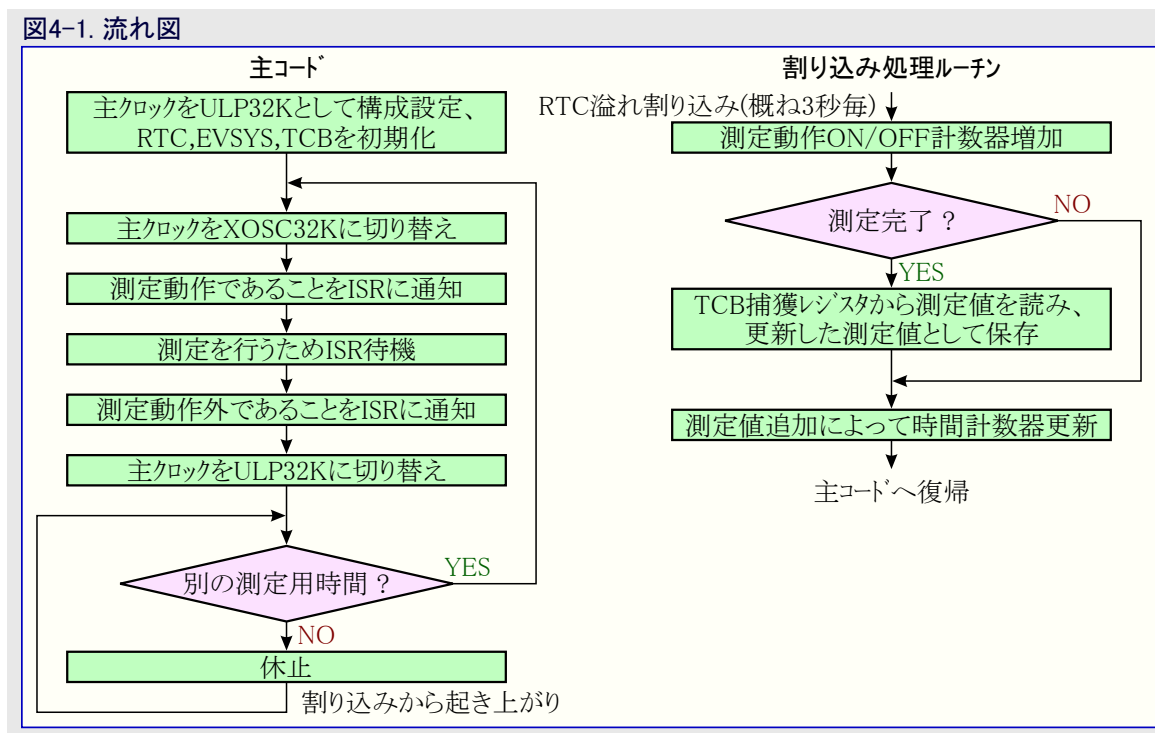 図4-1. 流れ図
主コード
主クロックをULP32Kとして構成設定、
RTC,EVSYS,TCBを初期化
主クロックをXOSC32Kに切り替え
測定動作であることをISRに通知
測定を行うためISR待機
測定動作外であることをISRに通知
主クロックをULP32Kに切り替え
別の測定用時間？
YES
NO
休止
割り込みから起き上がり
割り込み処理ルーチン
RTC溢れ割り込み(概ね3秒毎)
測定動作ON/OFF計数器増加
測定完了？
NO
YES
TCB捕獲レジスタから測定値を読み、
更新した測定値として保存
測定値追加によって時間計数器更新
主コードへ復帰